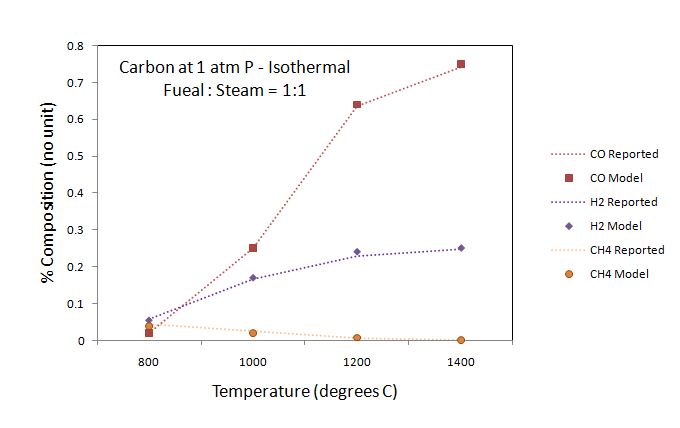 Carbon at 1 atm P - Isothermal
Fueal : Steam = 1:1
% Composition (no unit)
0.8
0.7
0.6
0.5
0.4
0.3
0.2
0.1
0
800 1000 1200 1400
Temperature (degrees C)
CO Reported
CO Model
H2 Reported
H2 Model
CH4 Reported
CH4 Model